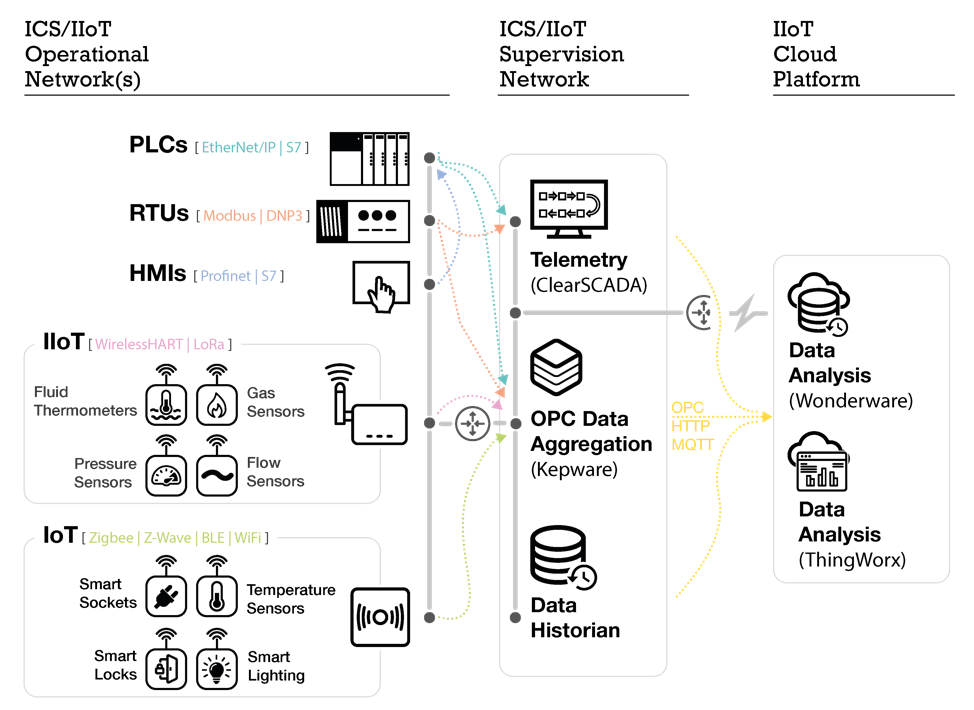 ICS/IIoT
Operational
Network(s)
ICS/IIoT
Supervision
Network
IIoT
Cloud
Platform
PLCs [ EtherNet/IP | S7 ]
RTUs [ Modbus | DNP3 ]
HMIs [ Profinet | S7 ]
IIoT [ WirelessHART | LoRa ]
Fluid
Thermometers
Gas
Sensors
Pressure
Sensors
Flow
Sensors
IoT [ Zigbee | Z-Wave | BLE | WiFi ]
Smart
Sockets
Temperature
Sensors
Smart
Locks
Smart
Lighting
Telemetry
(ClearSCADA)
OPC Data
Aggregation
(Kepware)
Data
Historian
OPC
HTTP
MQTT
Data
Analysis
(Wonderware)
Data
Analysis
(ThingWorx)